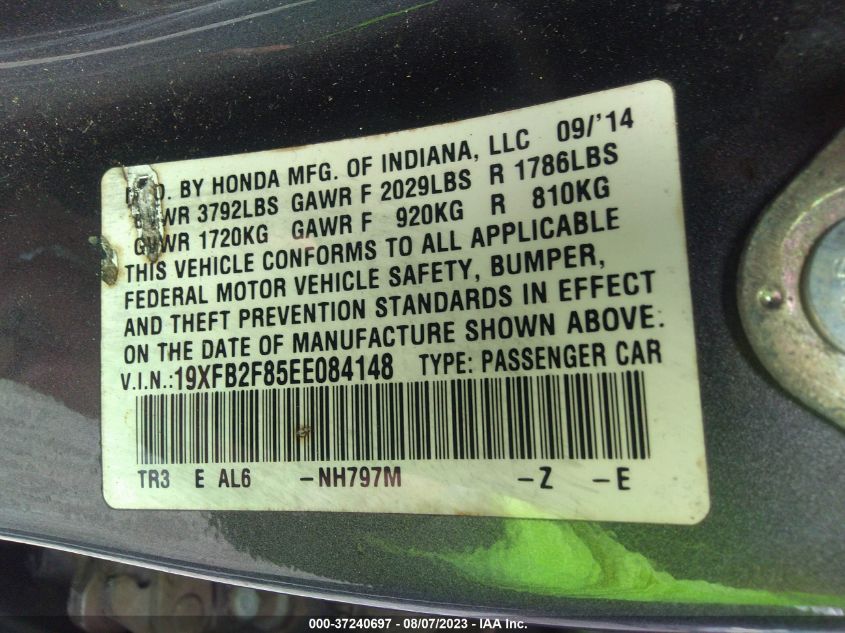 BY HONDA MFG. OF INDIANA, LLC 09/'14
3792LBS GAWR F 2029LBS R 1786LBS
GVWR 1720KG GAWR F 920KG R 810KG
THIS VEHICLE CONFORMS TO ALL APPLICABLE
FEDERAL MOTOR VEHICLE SAFETY, BUMPER,
AND THEFT PREVENTION STANDARDS IN EFFECT
ON THE DATE OF MANUFACTURE SHOWN ABOVE.
V.I.N.:19XFB2F85EE084148 TYPE: PASSENGER CAR
TR3 E AL6 -NH797M -Z -E
000-37240697 - 08/07/2023 - IAA Inc.